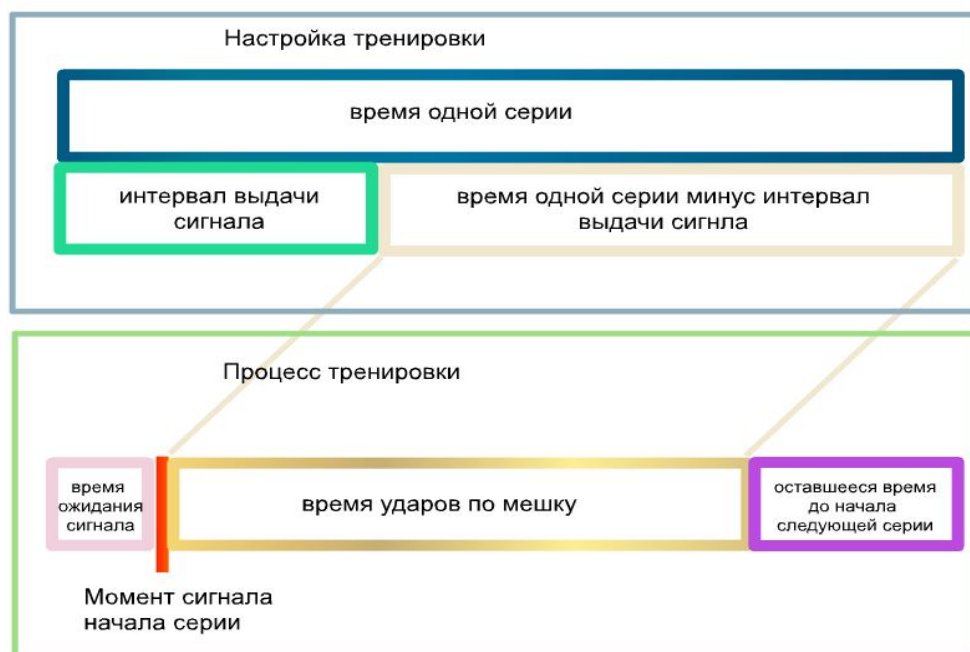 Настройка тренировки
время одной серии
интервал выдачи
сигнала
время одной серии минус интервал
выдачи сигнла
Процесс тренировки
время
ожидания
сигнала
время ударов по мешку
оставшееся время
до начала
следующей серии
Момент сигнала
начала серии